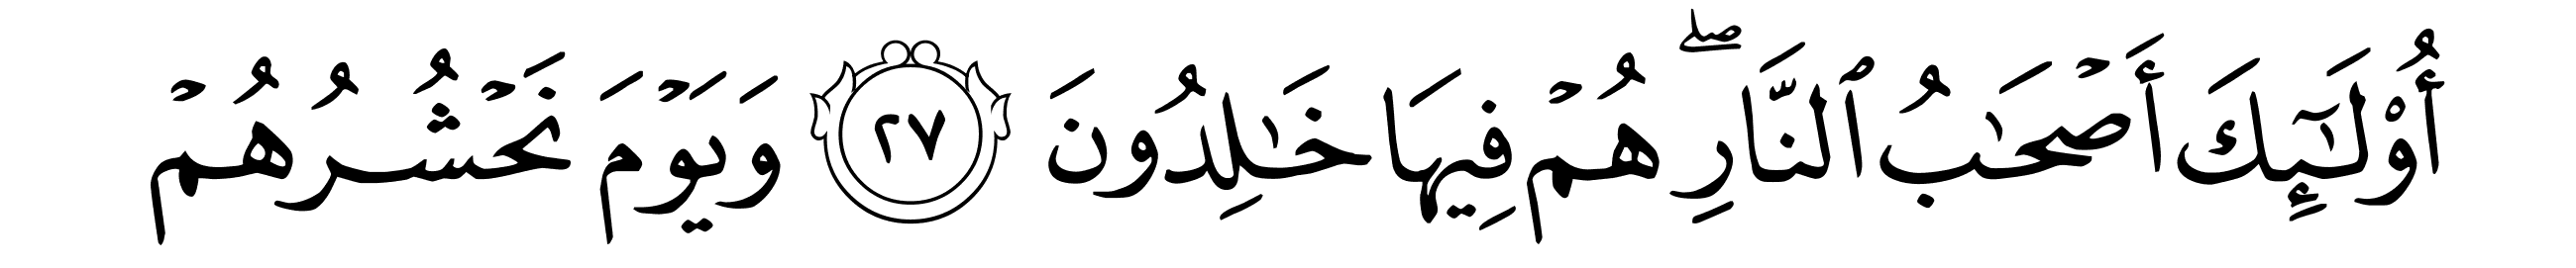 أُو۟لَـٰٓئِكَ أَصۡحَـٰبُ ٱلنَّارِۖ هُمۡ فِيهَا خَـٰلِدُونَ ٢٧ وَيَوۡمَ نَحۡشُرُهُمۡ